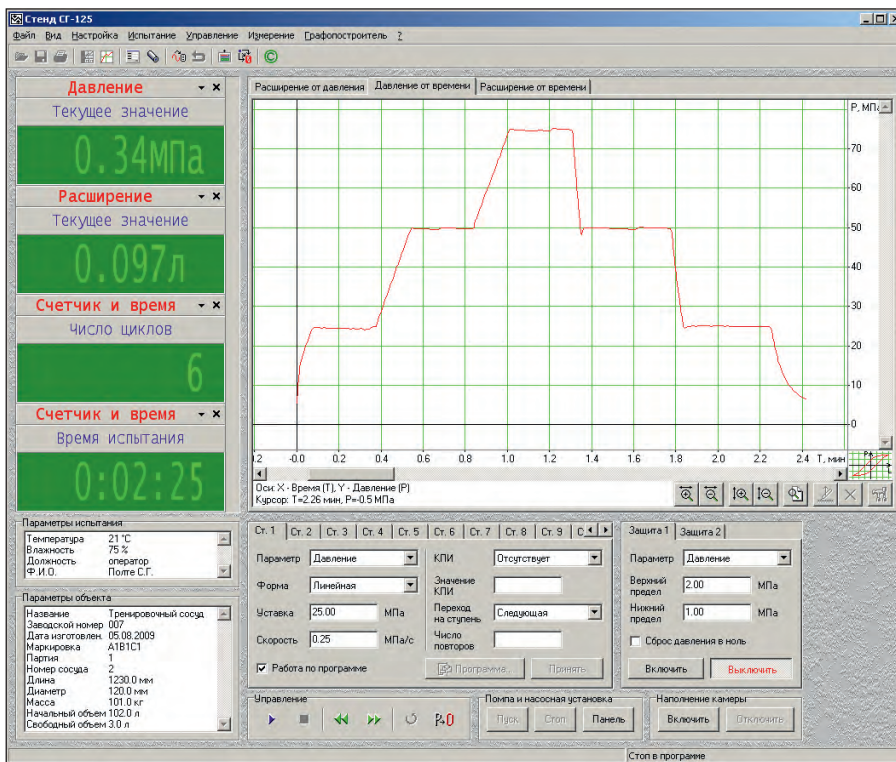 Стенд СГ-125
Файл Вид Настройка Испытание Управление Измерение Графопостроитель ?
Давление
Текущее значение
0.34МПа
Расширение
Текущее значение
0.097л
Счетчик и время
Число циклов
6
Счетчик и время
Время испытания
0:02:25
Расширение от давления Давление от времени Расширение от времени
P, МПа
70
60
50
40
30
20
10
0
0.2 -0.0 0.2 0.4 0.6 0.8 1.0 1.2 1.4 1.6 1.8 2.0 2.2 2.4 T, мин
Оси: X - Время (T), Y - Давление (P)
Курсор: T=2.26 мин, P=-0.5 МПа
Параметры испытания
Температура 21 °C
Влажность 75 %
Должность оператор
Ф.И.О. Полте С.Г.
Параметры объекта
Название Тренировочный сосуд
Заводской номер 007
Дата изготовлен. 05.08.2009
Маркировка A1B1C1
Партия 1
Номер сосуда 2
Длина 1230.0 мм
Диаметр 120.0 мм
Масса 101.0 кг
Начальный объем 102.0 л
Свободный объем 3.0 л
Ст. 1 Ст. 2 Ст. 3 Ст. 4 Ст. 5 Ст. 6 Ст. 7 Ст. 8 Ст. 9 С
Параметр Давление КПИ Отсутствует
Форма Линейная Значение КПИ
Уставка 25.00 МПа Переход на ступень Следующая
Скорость 0.25 МПа/с Число повторов
Работа по программе Программа... Принять
Защита 1 Защита 2
Параметр Давление
Верхний предел 2.00 МПа
Нижний предел 1.00 МПа
Сброс давления в ноль
Включить Выключить
Управление
P 0
Помпа и насосная установка
Пуск Стоп Панель
Наполнение камеры
Включить Отключить
Стоп в программе